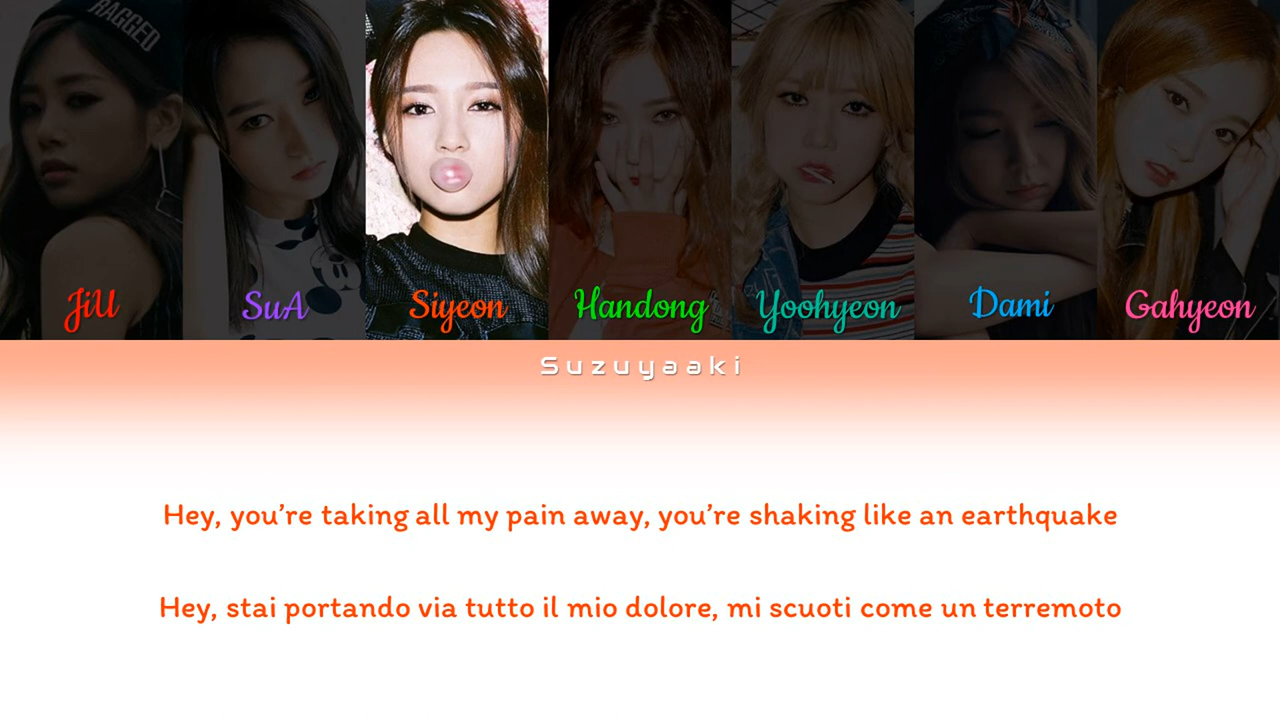 RAGGED
JiU SuA Siyeon Handong Yoohyeon Dami Gahyeon
Suzuyaaki
Hey, you're taking all my pain away, you're shaking like an earthquake
Hey, stai portando via tutto il mio dolore, mi scuoti come un terremoto